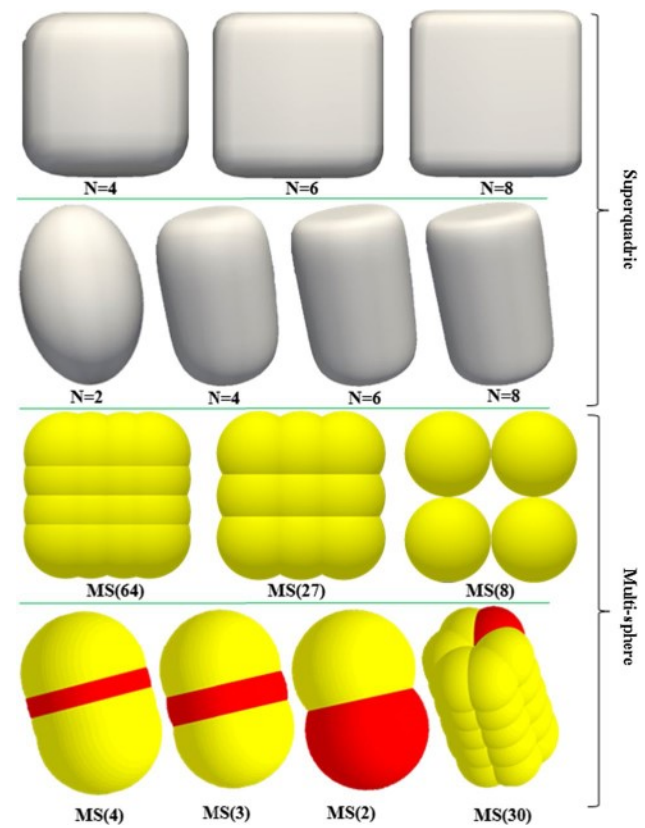 N=4 N=6 N=8
Superquadric
N=2 N=4 N=6 N=8
MS(64) MS(27) MS(8)
Multi-sphere
MS(4) MS(3) MS(2) MS(30)